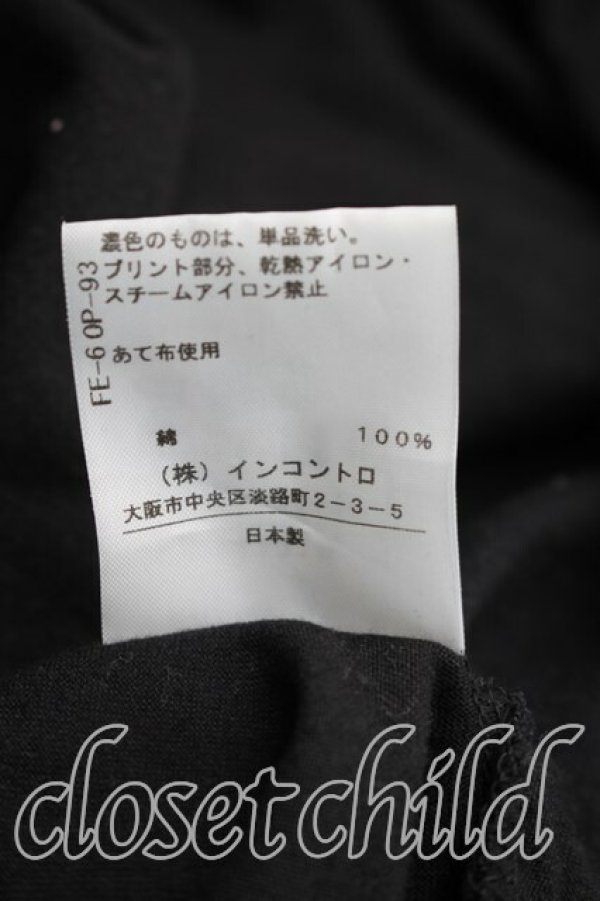 濃色のものは、単品洗い。
プリント部分、乾熱アイロン・
スチームアイロン禁止
あて布使用
FE-6 OP-93
綿 100%
(株)インコントロ
大阪市中央区淡路町2-3-5
日本製
closet child